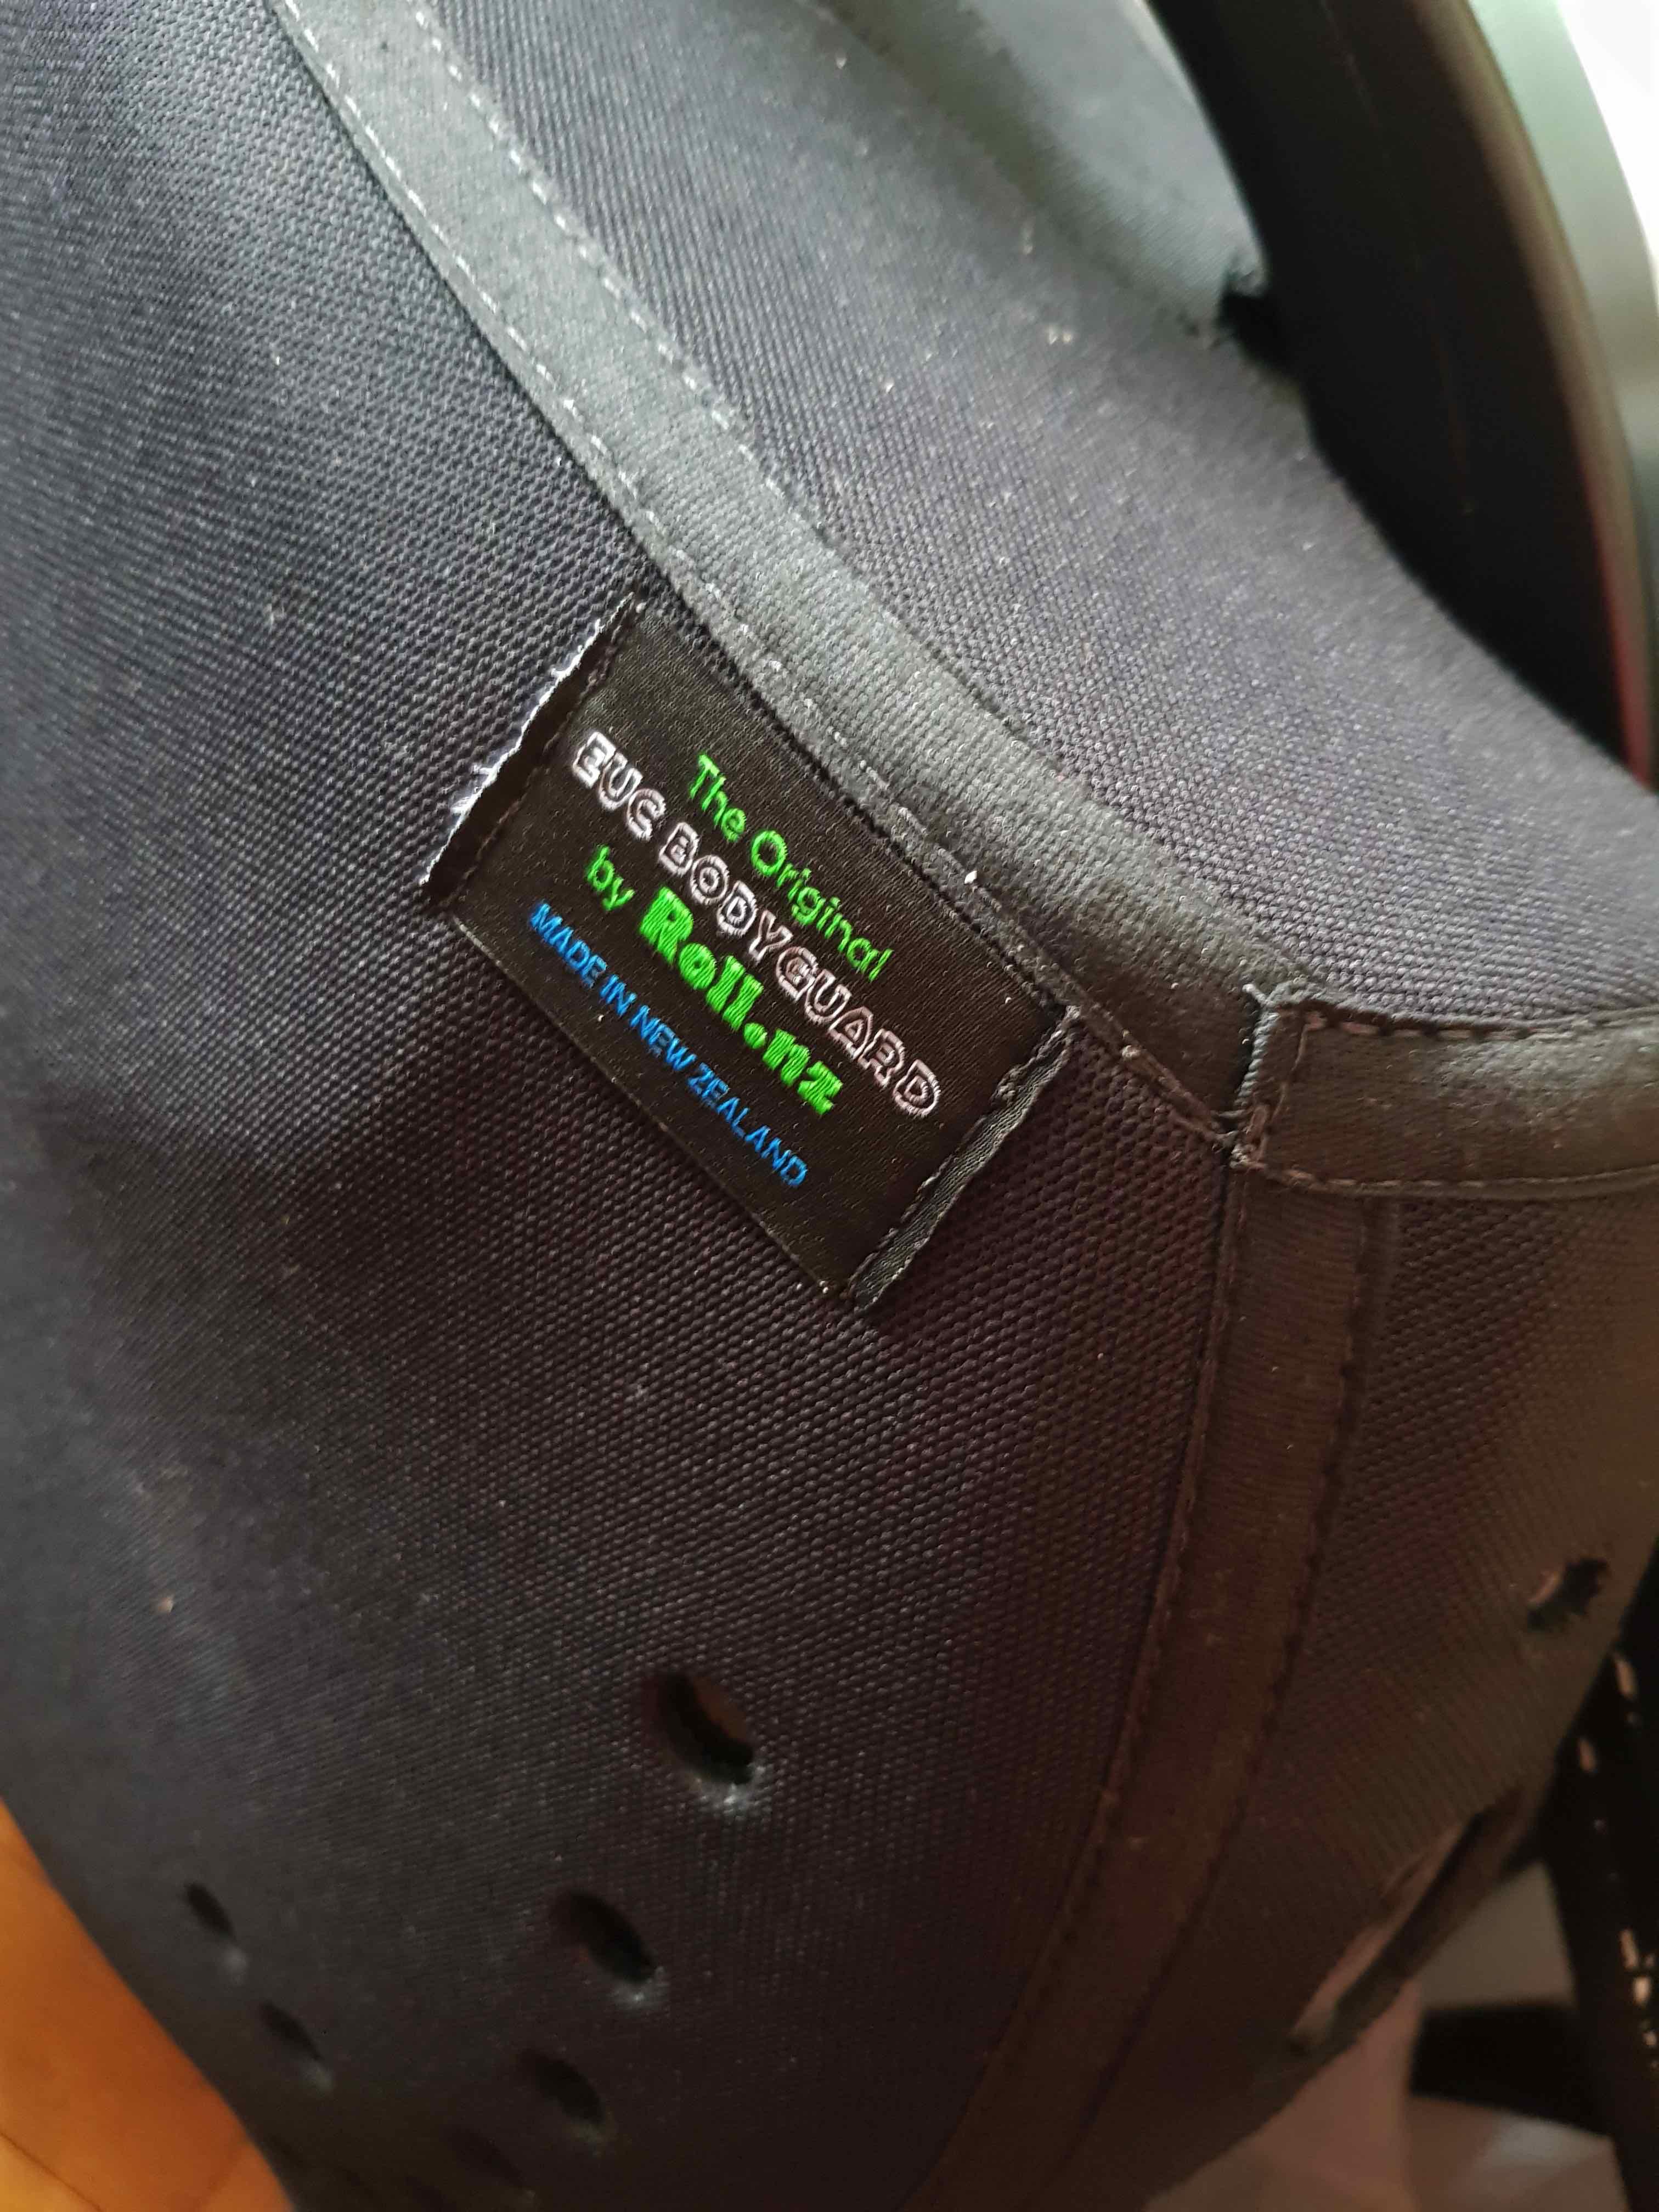 The Original
EUC BODYGUARD
by Roll.nz
MADE IN NEW ZEALAND